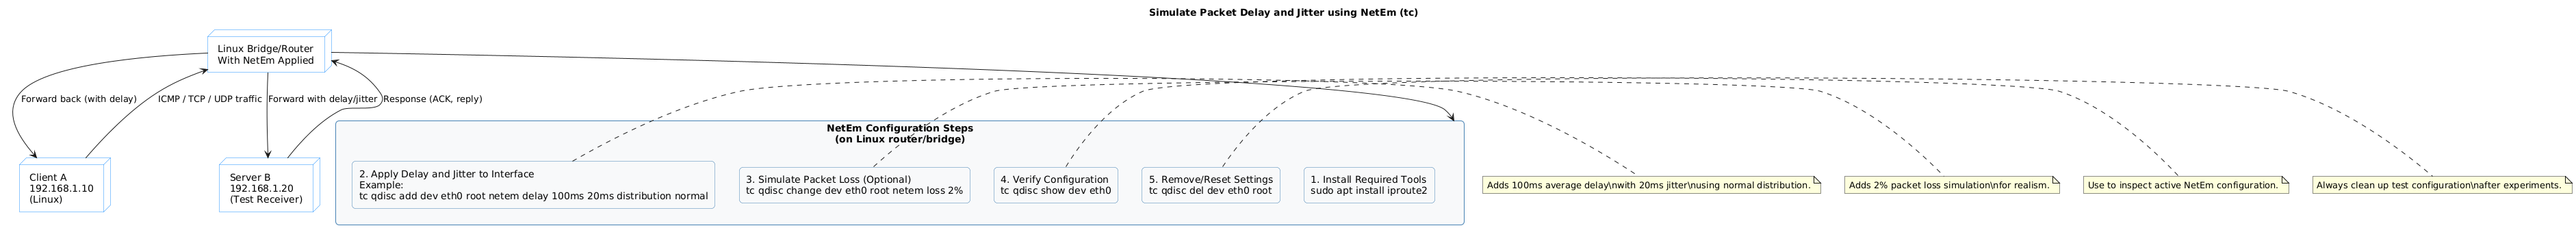 Simulate Packet Delay and Jitter using NetEm (tc)
Linux Bridge/Router
With NetEm Applied
Forward back (with delay)
ICMP / TCP / UDP traffic
Forward with delay/jitter
Response (ACK, reply)
Client A
192.168.1.10
(Linux)
Server B
192.168.1.20
(Test Receiver)
NetEm Configuration Steps
(on Linux router/bridge)
2. Apply Delay and Jitter to Interface
Example:
tc qdisc add dev eth0 root netem delay 100ms 20ms distribution normal
3. Simulate Packet Loss (Optional)
tc qdisc change dev eth0 root netem loss 2%
4. Verify Configuration
tc qdisc show dev eth0
5. Remove/Reset Settings
tc qdisc del dev eth0 root
1. Install Required Tools
sudo apt install iproute2
Adds 100ms average delay\nwith 20ms jitter\nusing normal distribution.
Adds 2% packet loss simulation\nfor realism.
Use to inspect active NetEm configuration.
Always clean up test configuration\nafter experiments.